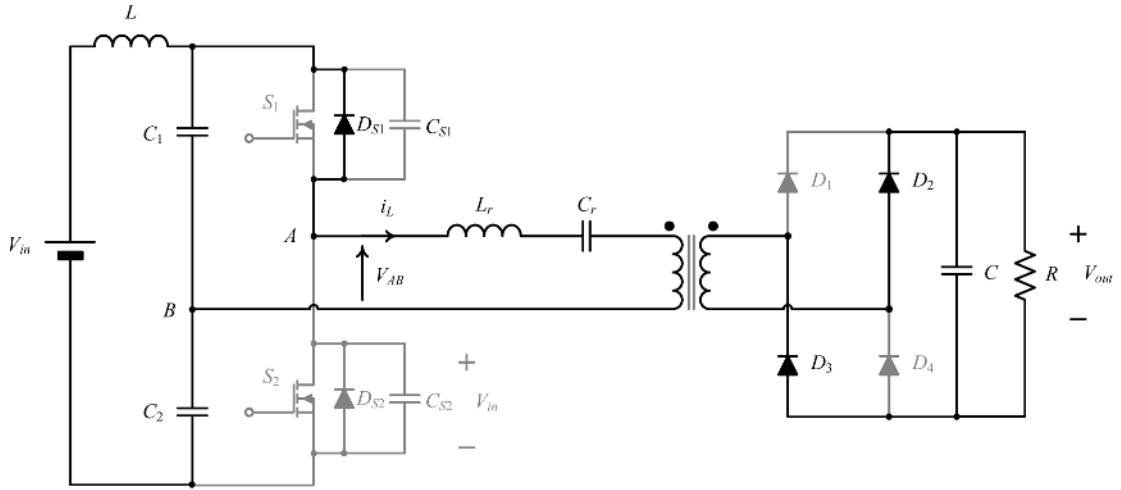 L
S1
C1
DS1
CS1
D1
D2
iL
Lr
Cr
A
+
Vin
VAB
C
R
Vout
B
−
S2
+
D3
D4
C2
DS2
CS2
Vin
−